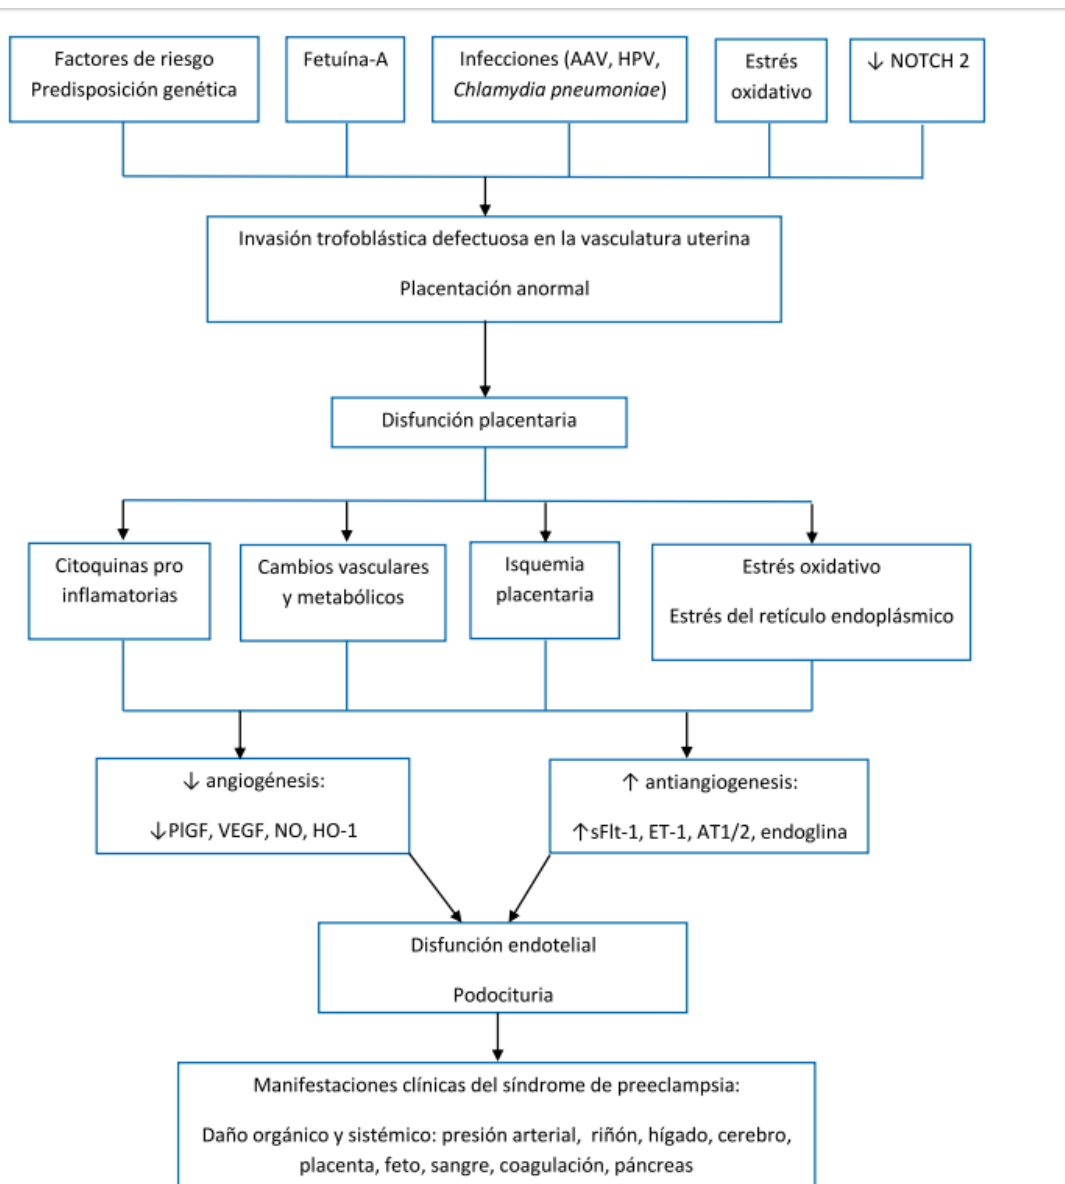 Factores de riesgo
Predisposición genética
Fetuína-A
Infecciones (AAV, HPV,
Chlamydia pneumoniae)
Estrés
oxidativo
↓ NOTCH 2
Invasión trofoblástica defectuosa en la vasculatura uterina
Placentación anormal
Disfunción placentaria
Citoquinas pro
inflamatorias
Cambios vasculares
y metabólicos
Isquemia
placentaria
Estrés oxidativo
Estrés del retículo endoplásmico
↓ angiogénesis:
↓PlGF, VEGF, NO, HO-1
↑ antiangiogenesis:
↑sFlt-1, ET-1, AT1/2, endoglina
Disfunción endotelial
Podocituria
Manifestaciones clínicas del síndrome de preeclampsia:
Daño orgánico y sistémico: presión arterial, riñón, hígado, cerebro,
placenta, feto, sangre, coagulación, páncreas